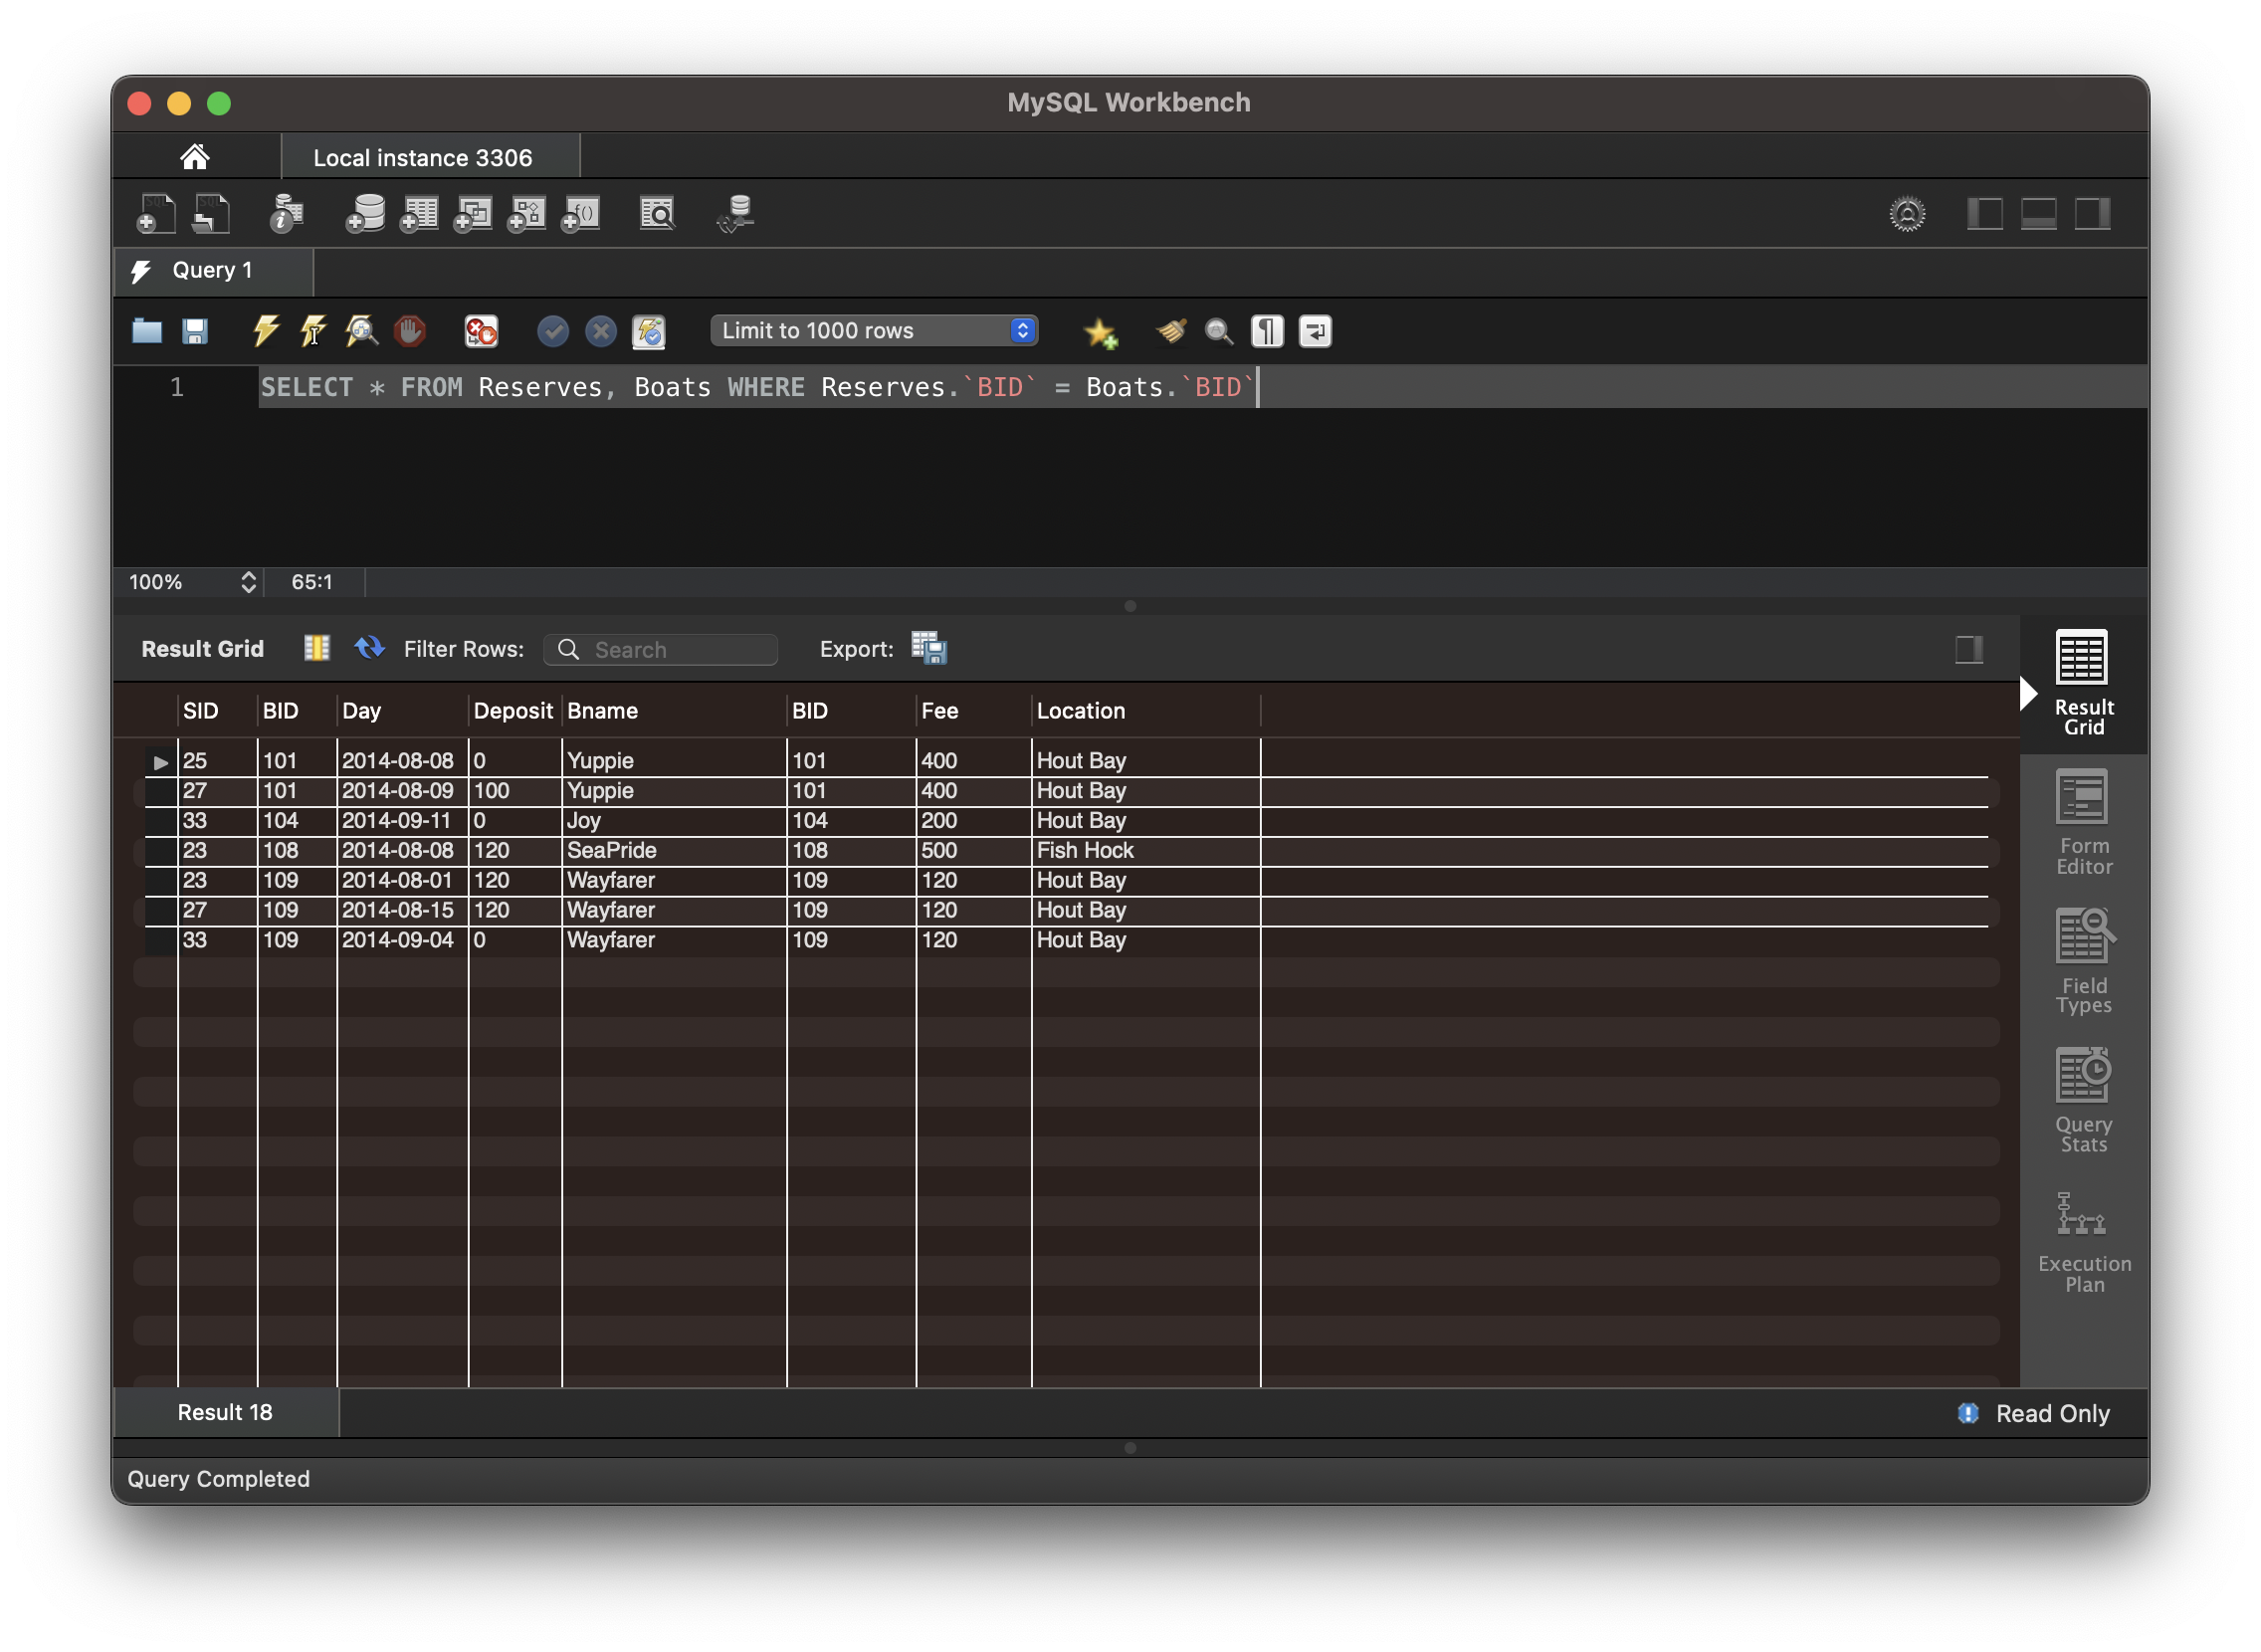 MySQL Workbench
Local instance 3306
Query 1
Limit to 1000 rows
1 SELECT * FROM Reserves, Boats WHERE Reserves.`BID` = Boats.`BID`
100% 65:1
Result Grid Filter Rows: Search Export:
SID BID Day Deposit Bname BID Fee Location
25 101 2014-08-08 0 Yuppie 101 400 Hout Bay
27 101 2014-08-09 100 Yuppie 101 400 Hout Bay
33 104 2014-09-11 0 Joy 104 200 Hout Bay
23 108 2014-08-08 120 SeaPride 108 500 Fish Hock
23 109 2014-08-01 120 Wayfarer 109 120 Hout Bay
27 109 2014-08-15 120 Wayfarer 109 120 Hout Bay
33 109 2014-09-04 0 Wayfarer 109 120 Hout Bay
Result
Grid
Form
Editor
Field
Types
Query
Stats
Execution
Plan
Result 18
Read Only
Query Completed